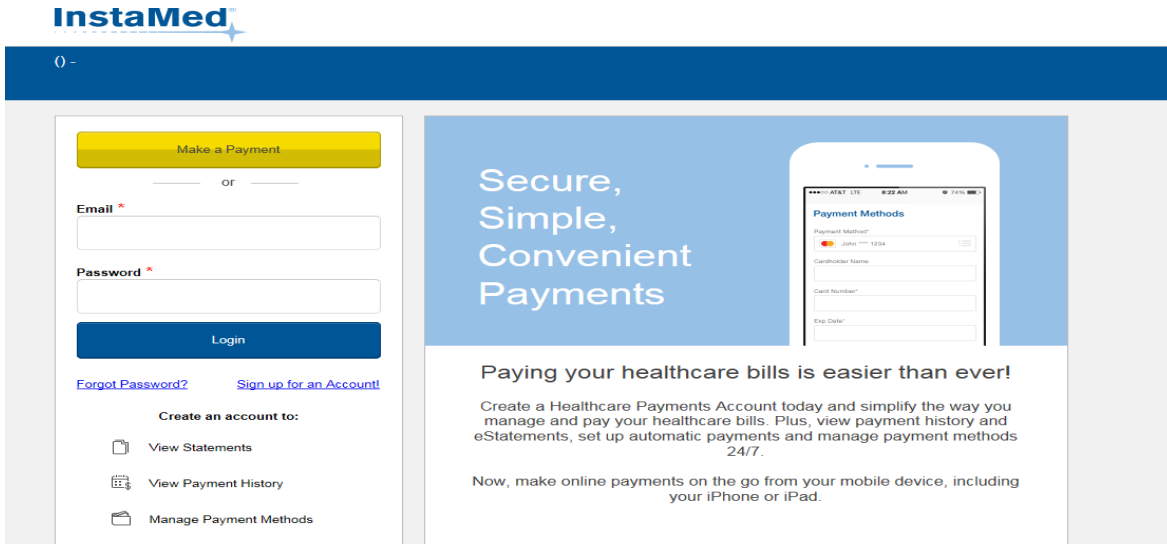 InstaMed
() -
Make a Payment
or
Email *
Password *
Login
Forgot Password? Sign up for an Account!
Create an account to:
View Statements
View Payment History
Manage Payment Methods
Secure,
Simple,
Convenient
Payments
●●●○○ AT&T LTE 8:22 AM 74%
Payment Methods
Payment Method*
John **** 1234
Cardholder Name
Card Number*
Exp Date*
Paying your healthcare bills is easier than ever!
Create a Healthcare Payments Account today and simplify the way you
manage and pay your healthcare bills. Plus, view payment history and
eStatements, set up automatic payments and manage payment methods
24/7.
Now, make online payments on the go from your mobile device, including
your iPhone or iPad.